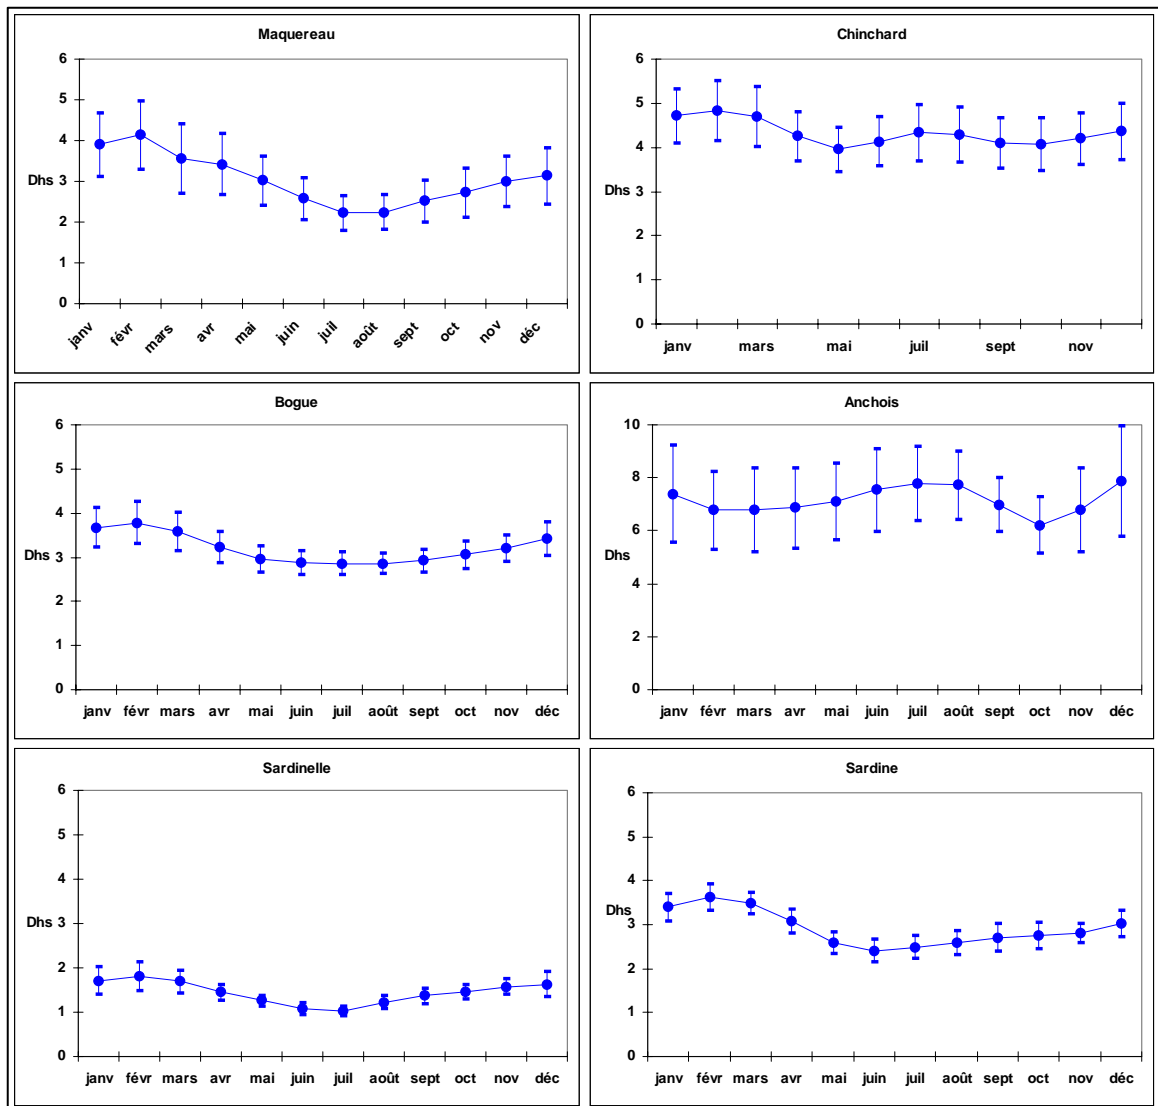 Maquereau
6
5
4
Dhs 3
2
1
0
janv févr mars avr mai juin juil août sept oct nov déc
Chinchard
6
5
4
Dhs 3
2
1
0
janv mars mai juil sept nov
Bogue
6
5
4
Dhs 3
2
1
0
janv févr mars avr mai juin juil août sept oct nov déc
Anchois
10
8
6
Dhs
4
2
0
janv févr mars avr mai juin juil août sept oct nov déc
Sardinelle
6
5
4
Dhs 3
2
1
0
janv févr mars avr mai juin juil août sept oct nov déc
Sardine
6
5
4
Dhs 3
2
1
0
janv févr mars avr mai juin juil août sept oct nov déc